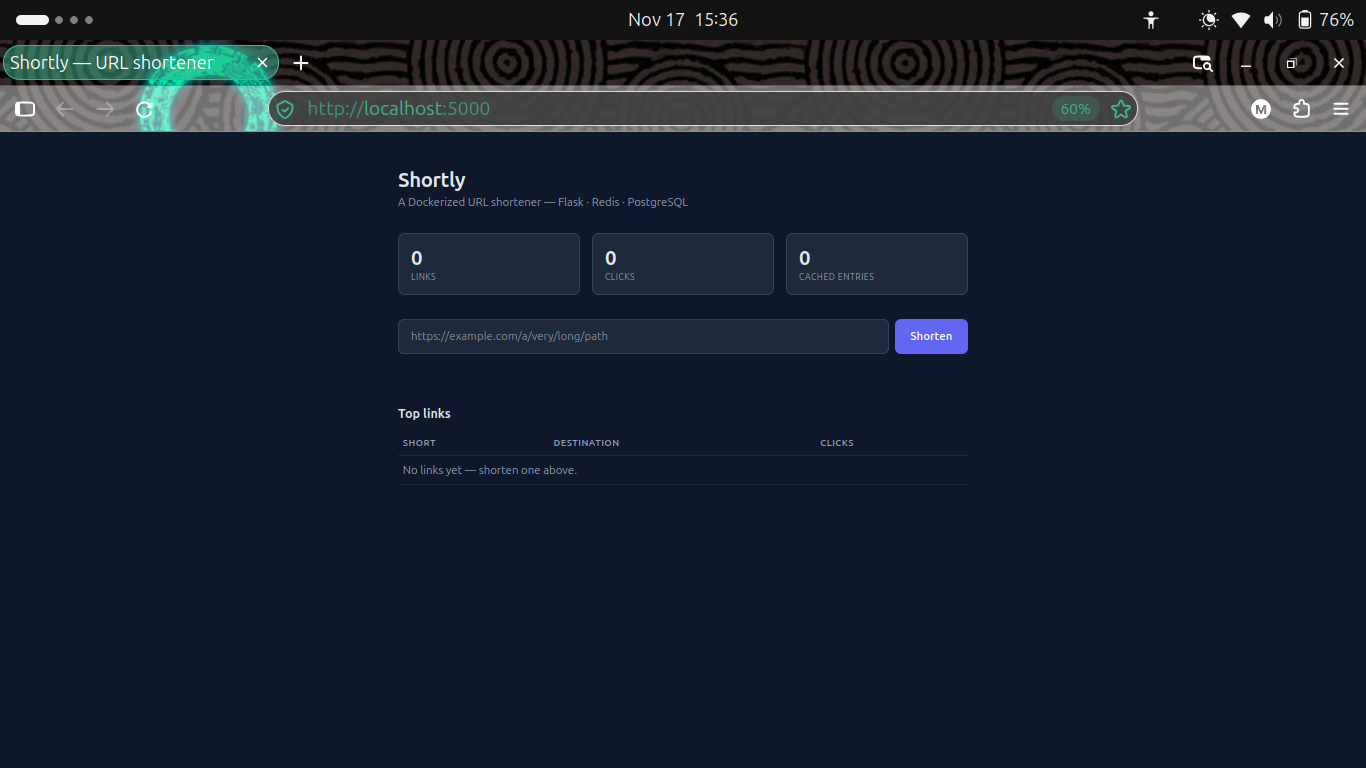 Nov 17 15:36
76%
Shortly — URL shortener
http://localhost:5000
60%
M
Shortly
A Dockerized URL shortener — Flask · Redis · PostgreSQL
0
LINKS
0
CLICKS
0
CACHED ENTRIES
https://example.com/a/very/long/path
Shorten
Top links
SHORT DESTINATION CLICKS
No links yet — shorten one above.